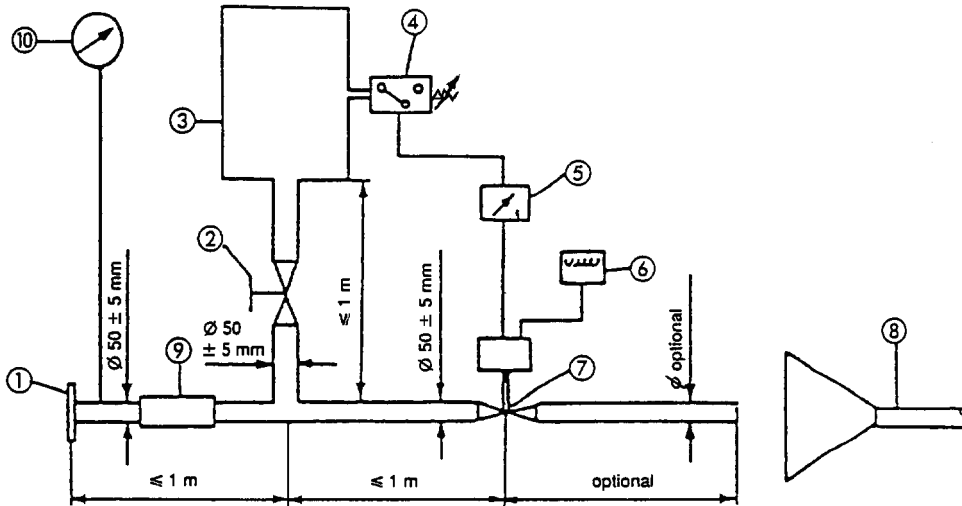 10
4
3
5
2
6
≤ 1 m
Ø 50 ± 5 mm
Ø 50
± 5 mm
Ø 50 ± 5 mm
Ø optional
9
8
1
7
≤ 1 m
≤ 1 m
optional